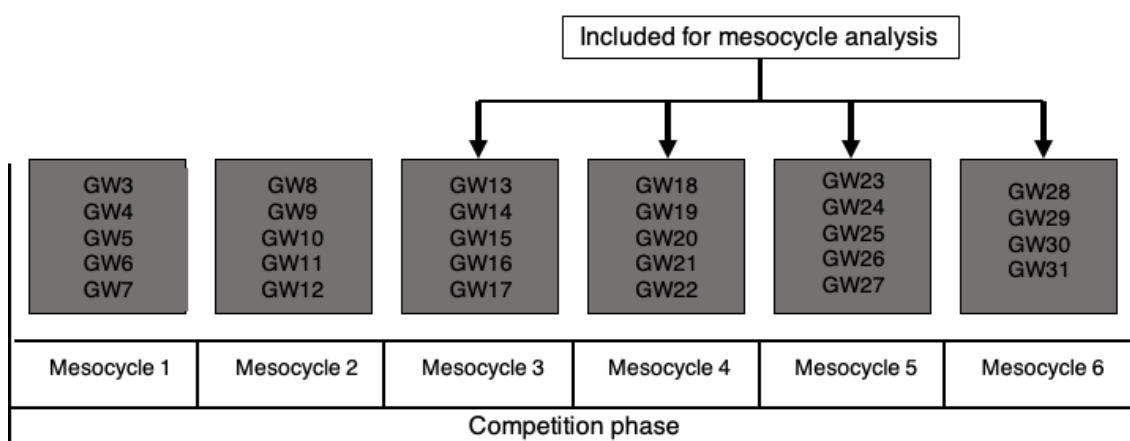 Included for mesocycle analysis
GW3
GW4
GW5
GW6
GW7
GW8
GW9
GW10
GW11
GW12
GW13
GW14
GW15
GW16
GW17
GW18
GW19
GW20
GW21
GW22
GW23
GW24
GW25
GW26
GW27
GW28
GW29
GW30
GW31
Mesocycle 1
Mesocycle 2
Mesocycle 3
Mesocycle 4
Mesocycle 5
Mesocycle 6
Competition phase